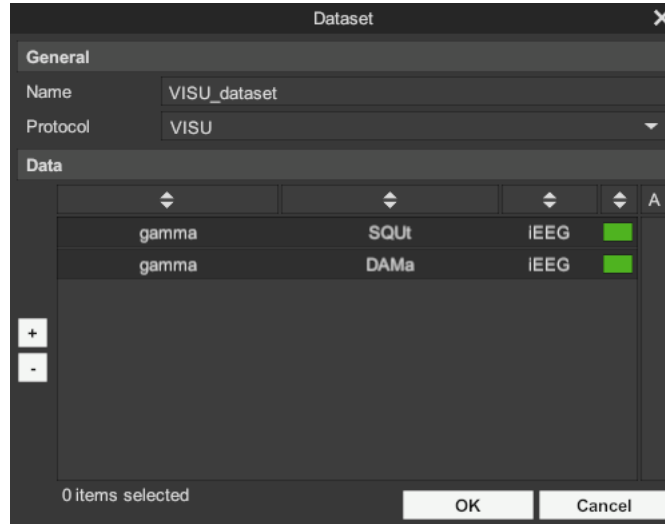 Dataset
General
Name VISU_dataset
Protocol VISU
Data
A
gamma SQUt iEEG
gamma DAMa iEEG
+
-
0 items selected
OK Cancel